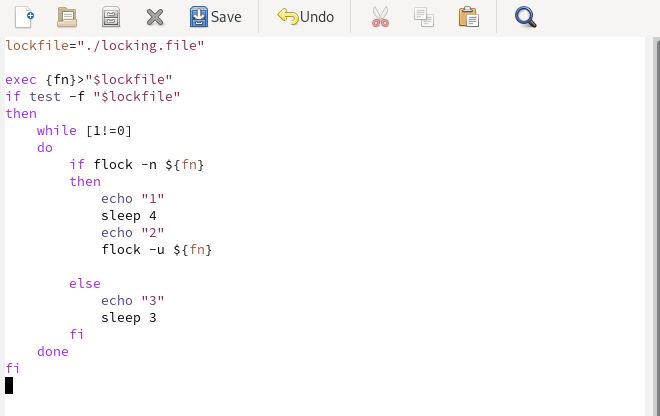 Save Undo
lockfile="./locking.file"
exec {fn}>"$lockfile"
if test -f "$lockfile"
then
while [1!=0]
do
if flock -n ${fn}
then
echo "1"
sleep 4
echo "2"
flock -u ${fn}
else
echo "3"
sleep 3
fi
done
fi